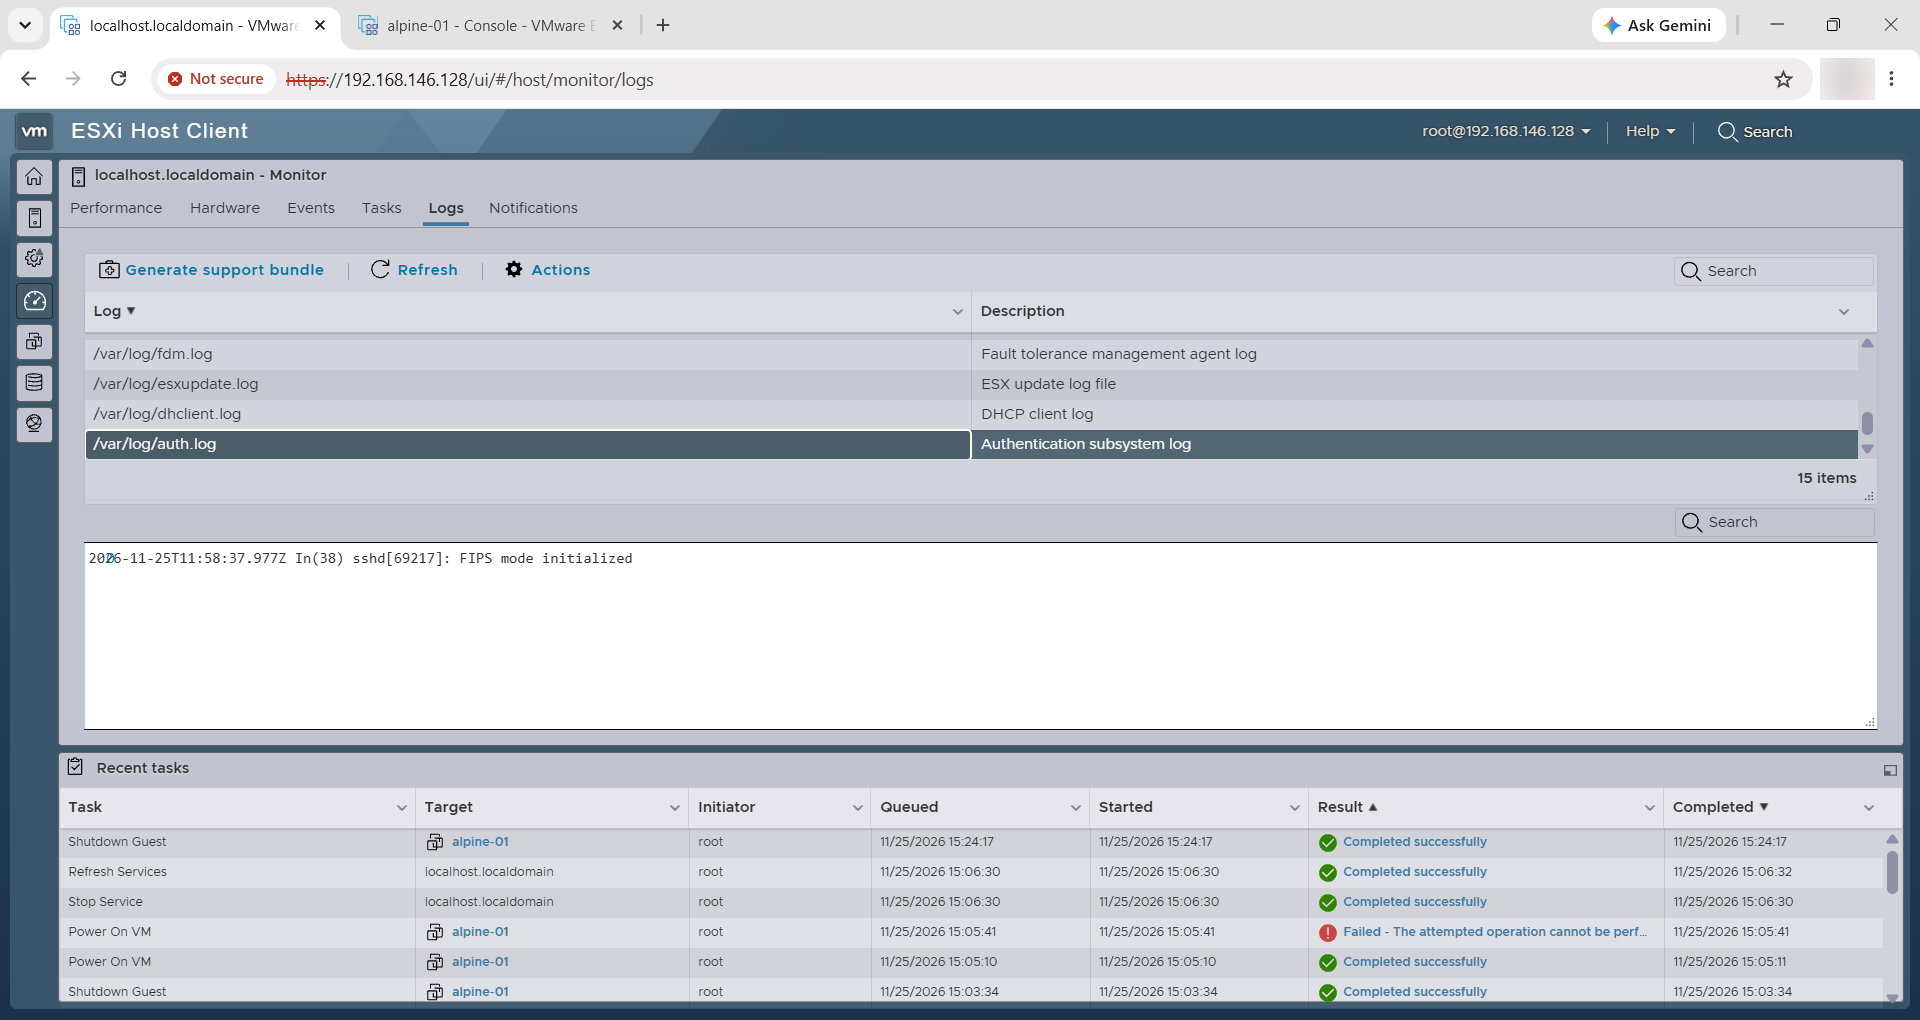 localhost.localdomain - VMware
alpine-01 - Console - VMware E
Ask Gemini
Not secure
https://192.168.146.128/ui/#/host/monitor/logs
vm
ESXi Host Client
root@192.168.146.128
Help
Search
localhost.localdomain - Monitor
Performance
Hardware
Events
Tasks
Logs
Notifications
Generate support bundle
Refresh
Actions
Search
Log
Description
/var/log/fdm.log
Fault tolerance management agent log
/var/log/esxupdate.log
ESX update log file
/var/log/dhclient.log
DHCP client log
/var/log/auth.log
Authentication subsystem log
15 items
Search
2026-11-25T11:58:37.977Z In(38) sshd[69217]: FIPS mode initialized
Recent tasks
Task Target Initiator Queued Started Result Completed
Shutdown Guest alpine-01 root 11/25/2026 15:24:17 11/25/2026 15:24:17 Completed successfully 11/25/2026 15:24:17
Refresh Services localhost.localdomain root 11/25/2026 15:06:30 11/25/2026 15:06:30 Completed successfully 11/25/2026 15:06:32
Stop Service localhost.localdomain root 11/25/2026 15:06:30 11/25/2026 15:06:30 Completed successfully 11/25/2026 15:06:30
Power On VM alpine-01 root 11/25/2026 15:05:41 11/25/2026 15:05:41 Failed - The attempted operation cannot be perf... 11/25/2026 15:05:41
Power On VM alpine-01 root 11/25/2026 15:05:10 11/25/2026 15:05:10 Completed successfully 11/25/2026 15:05:11
Shutdown Guest alpine-01 root 11/25/2026 15:03:34 11/25/2026 15:03:34 Completed successfully 11/25/2026 15:03:34